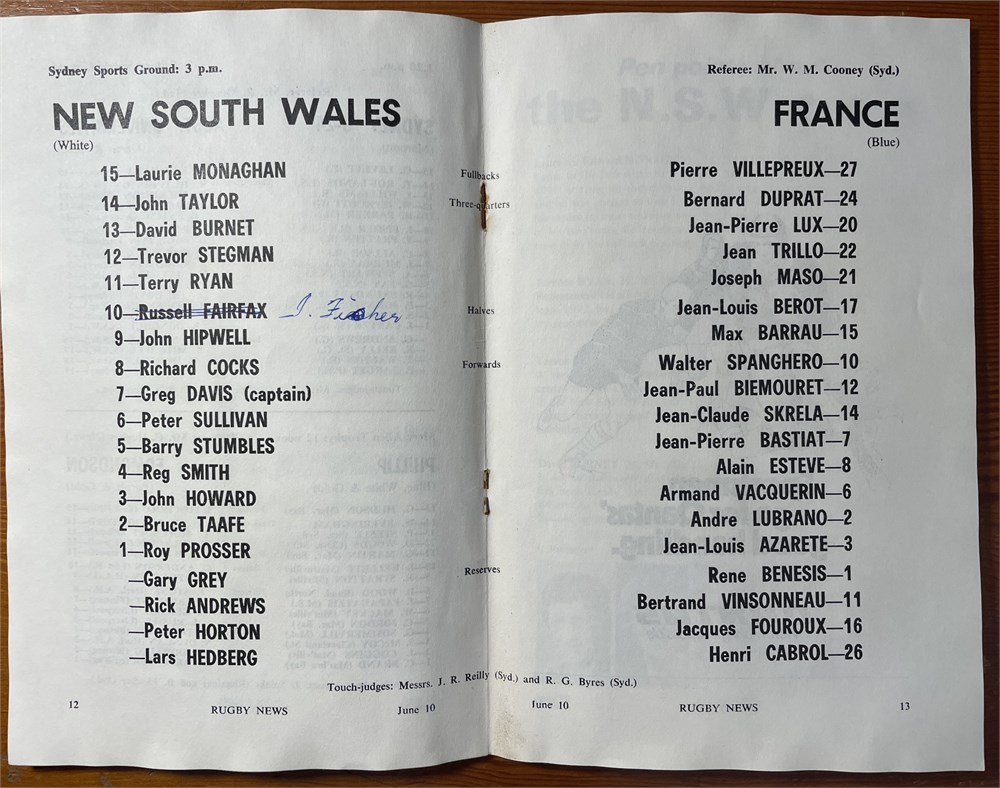 Sydney Sports Ground: 3 p.m.
NEW SOUTH WALES
(White)
15—Laurie MONAGHAN
14—John TAYLOR
13—David BURNET
12—Trevor STEGMAN
11—Terry RYAN
10—Russell FAIRFAX J. Fisher
9—John HIPWELL
8—Richard COCKS
7—Greg DAVIS (captain)
6—Peter SULLIVAN
5—Barry STUMBLES
4—Reg SMITH
3—John HOWARD
2—Bruce TAAFE
1—Roy PROSSER
—Gary GREY
—Rick ANDREWS
—Peter HORTON
—Lars HEDBERG
Fullbacks
Three-quarters
Halves
Forwards
Reserves
Referee: Mr. W. M. Cooney (Syd.)
FRANCE
(Blue)
Pierre VILLEPREUX—27
Bernard DUPRAT—24
Jean-Pierre LUX—20
Jean TRILLO—22
Joseph MASO—21
Jean-Louis BEROT—17
Max BARRAU—15
Walter SPANGHERO—10
Jean-Paul BIEMOURET—12
Jean-Claude SKRELA—14
Jean-Pierre BASTIAT—7
Alain ESTEVE—8
Armand VACQUERIN—6
Andre LUBRANO—2
Jean-Louis AZARETE—3
Rene BENESIS—1
Bertrand VINSONNEAU—11
Jacques FOUROUX—16
Henri CABROL—26
Touch-judges: Messrs. J. R. Reilly (Syd.) and R. G. Byres (Syd.)
12 RUGBY NEWS June 10
June 10 RUGBY NEWS 13